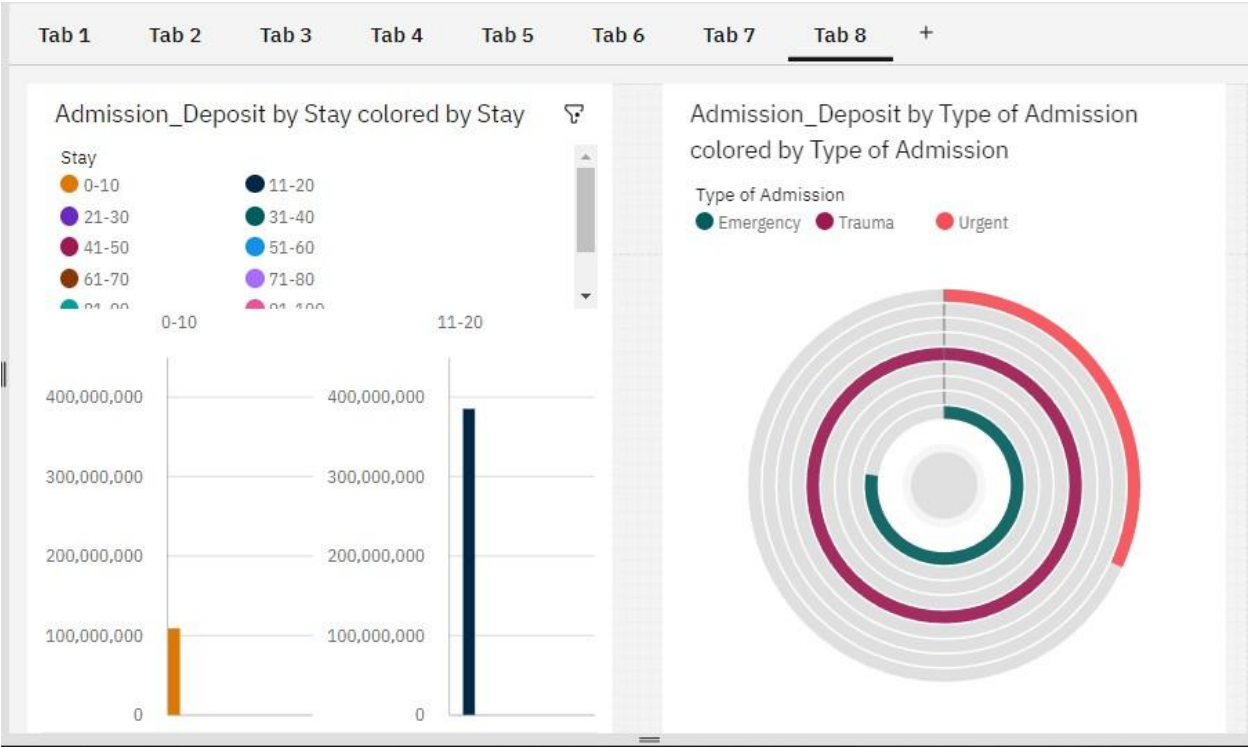 Tab 1 Tab 2 Tab 3 Tab 4 Tab 5 Tab 6 Tab 7 Tab 8 +
Admission_Deposit by Stay colored by Stay
Stay
0-10 11-20
21-30 31-40
41-50 51-60
61-70 71-80
0-10 11-20
400,000,000 400,000,000
300,000,000 300,000,000
200,000,000 200,000,000
100,000,000 100,000,000
0 0
Admission_Deposit by Type of Admission
colored by Type of Admission
Type of Admission
Emergency Trauma Urgent